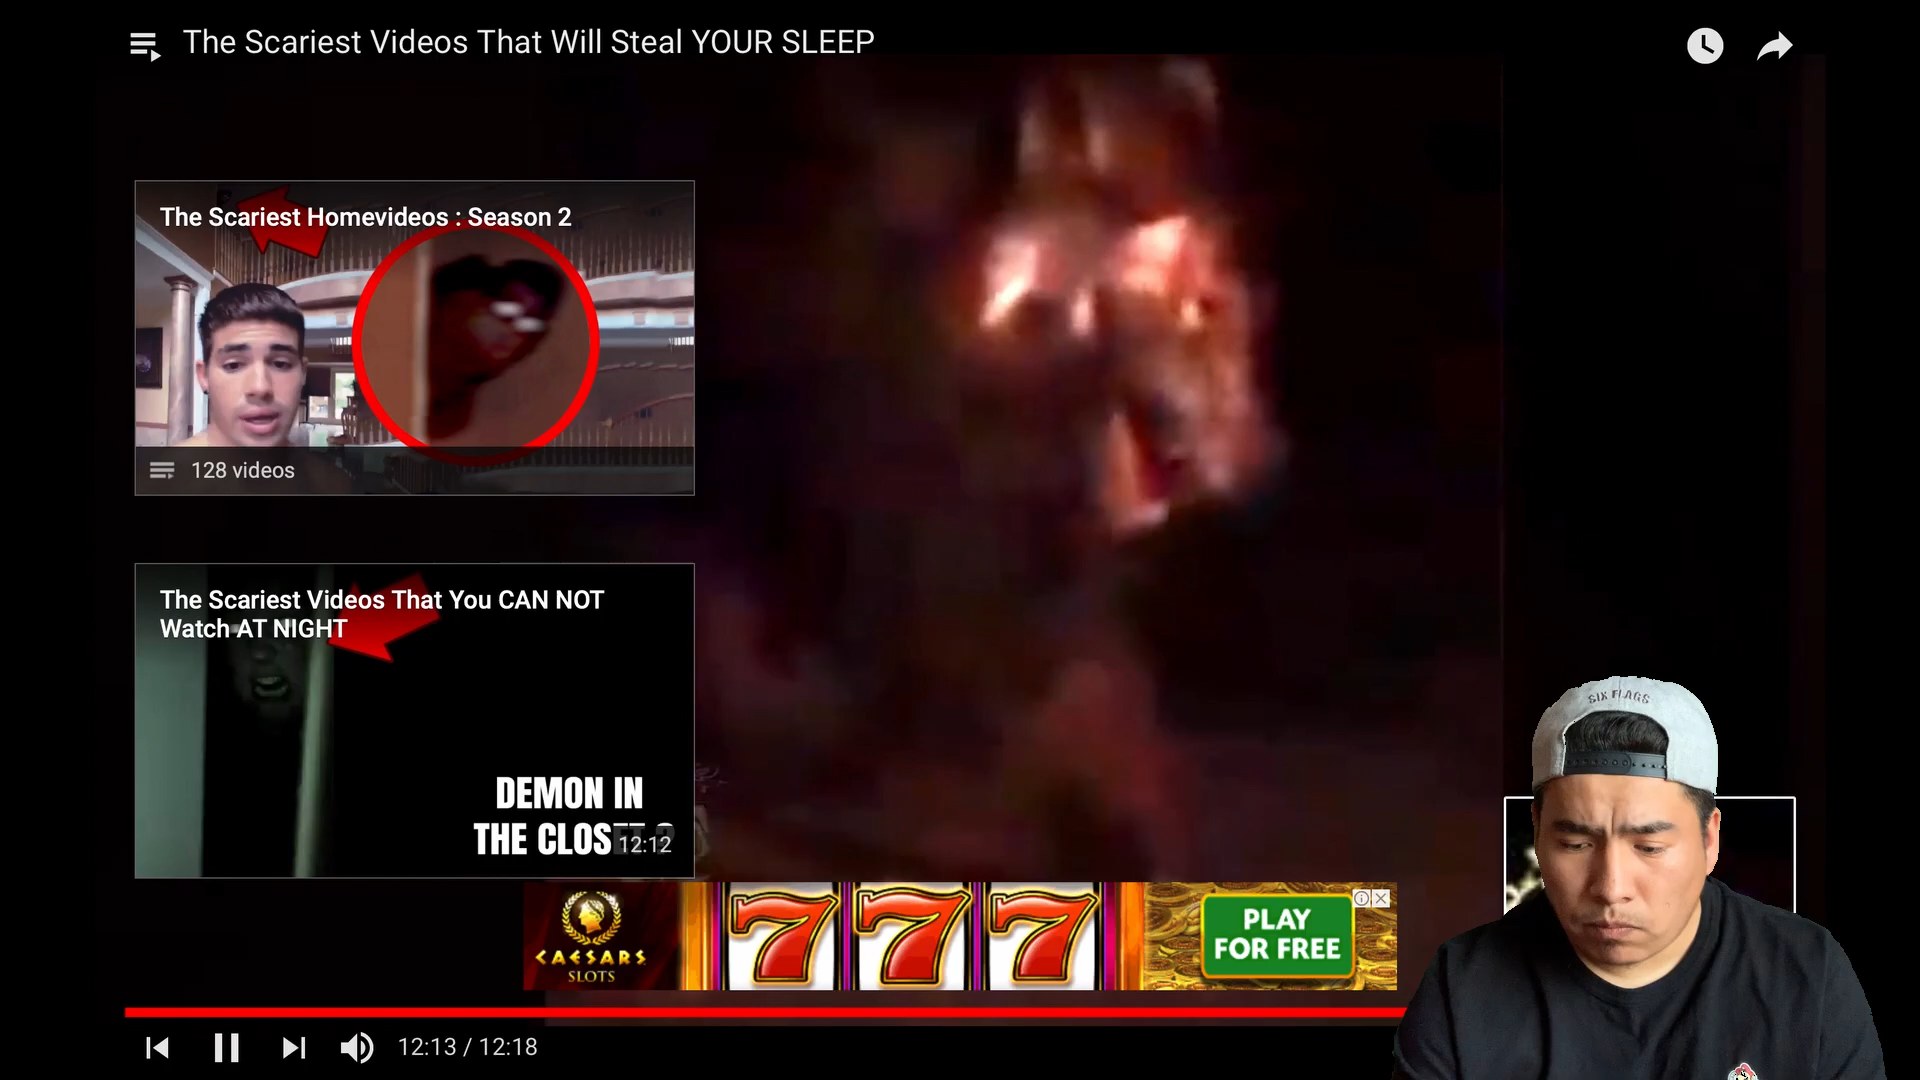 The Scariest Videos That Will Steal YOUR SLEEP
The Scariest Homevideos : Season 2
128 videos
The Scariest Videos That You CAN NOT
Watch AT NIGHT
DEMON IN
THE CLOSET ?
12:12
CAESARS
SLOTS
777
PLAY
FOR FREE
SIX FLAGS
12:13 / 12:18